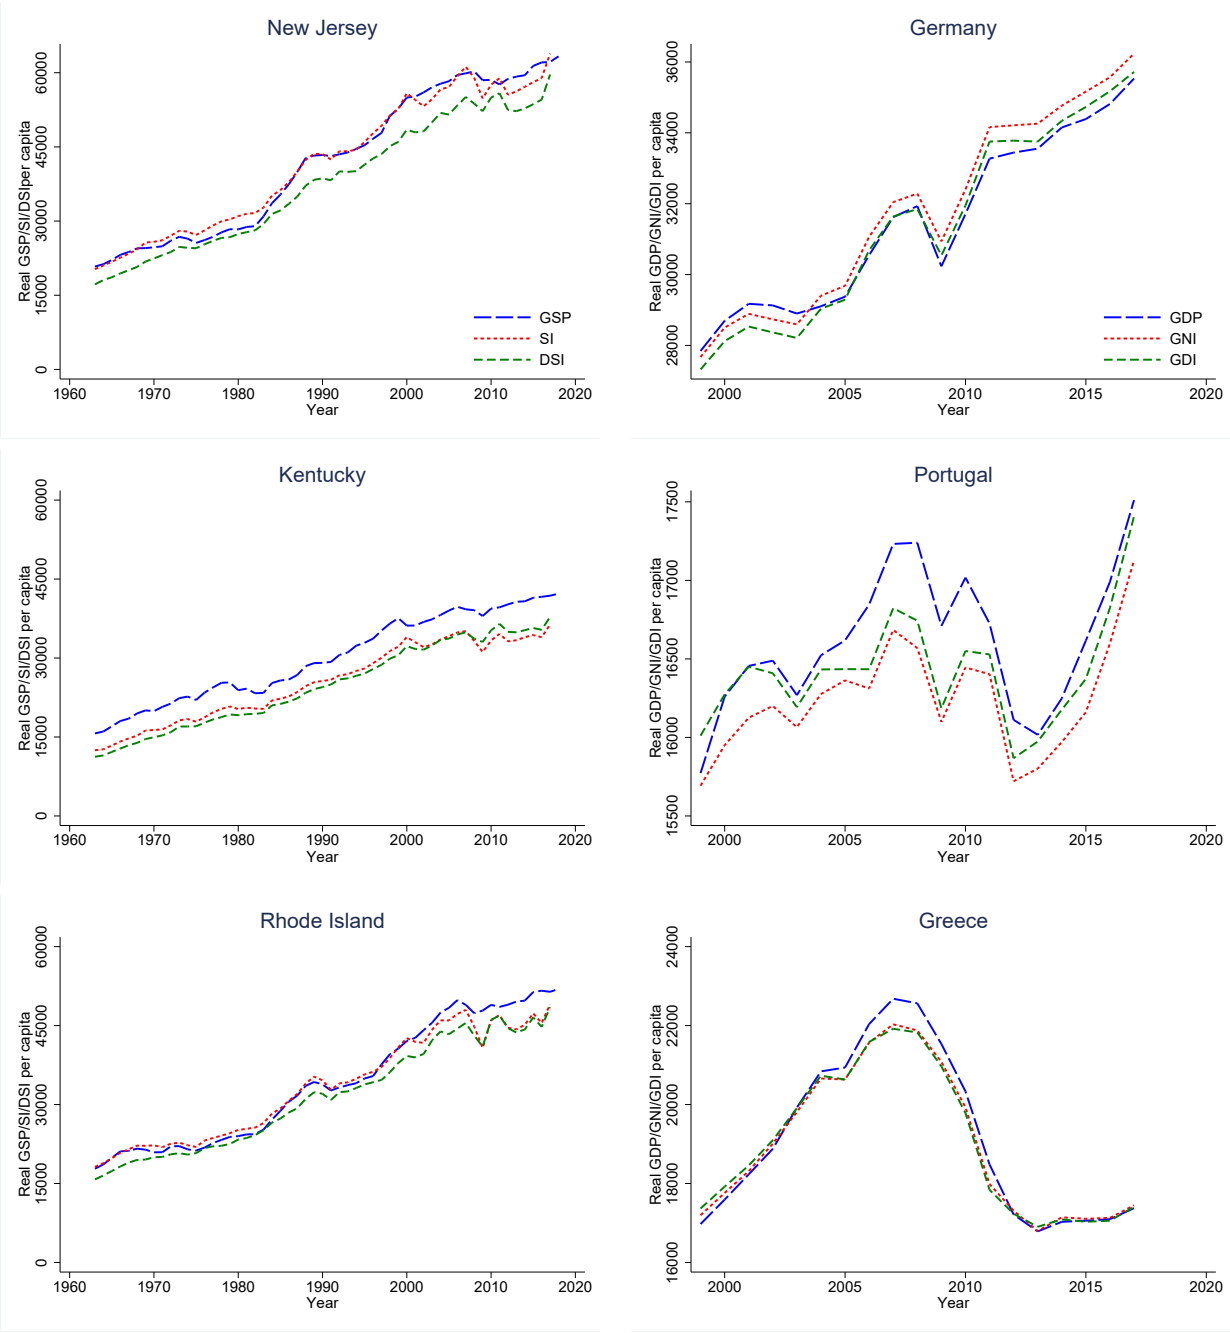 New Jersey
Real GSP/SI/DSIper capita
60000
45000
30000
15000
0
GSP
SI
DSI
1960 1970 1980 1990 2000 2010 2020
Year
Germany
Real GDP/GNI/GDI per capita
36000
34000
32000
30000
28000
GDP
GNI
GDI
2000 2005 2010 2015 2020
Year
Kentucky
Real GSP/SI/DSI per capita
60000
45000
30000
15000
0
1960 1970 1980 1990 2000 2010 2020
Year
Portugal
Real GDP/GNI/GDI per capita
17500
17000
16500
16000
15500
2000 2005 2010 2015 2020
Year
Rhode Island
Real GSP/SI/DSI per capita
60000
45000
30000
15000
0
1960 1970 1980 1990 2000 2010 2020
Year
Greece
Real GDP/GNI/GDI per capita
24000
22000
20000
18000
16000
2000 2005 2010 2015 2020
Year